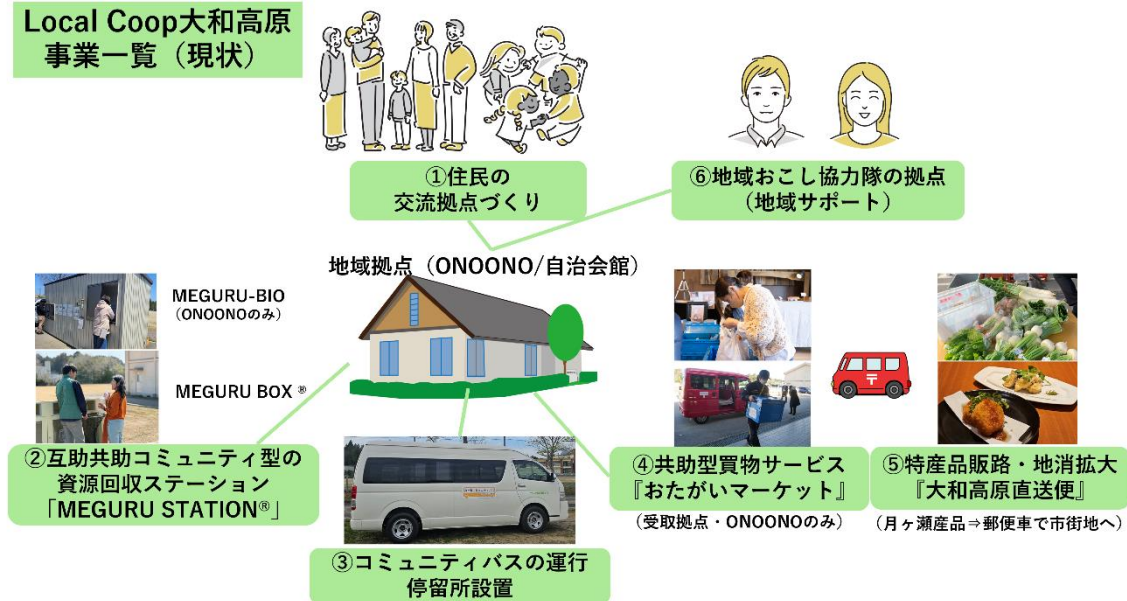 Local Coop大和高原
事業一覧（現状）
①住民の
交流拠点づくり
⑥地域おこし協力隊の拠点
（地域サポート）
地域拠点（ONOONO/自治会館）
MEGURU-BIO
（ONOONOのみ）
MEGURU BOX ®
②互助共助コミュニティ型の
資源回収ステーション
「MEGURU STATION®」
③コミュニティバスの運行
停留所設置
④共助型買物サービス
『おたがいマーケット』
（受取拠点・ONOONOのみ）
⑤特産品販路・地消拡大
『大和高原直送便』
（月ヶ瀬産品⇒郵便車で市街地へ）